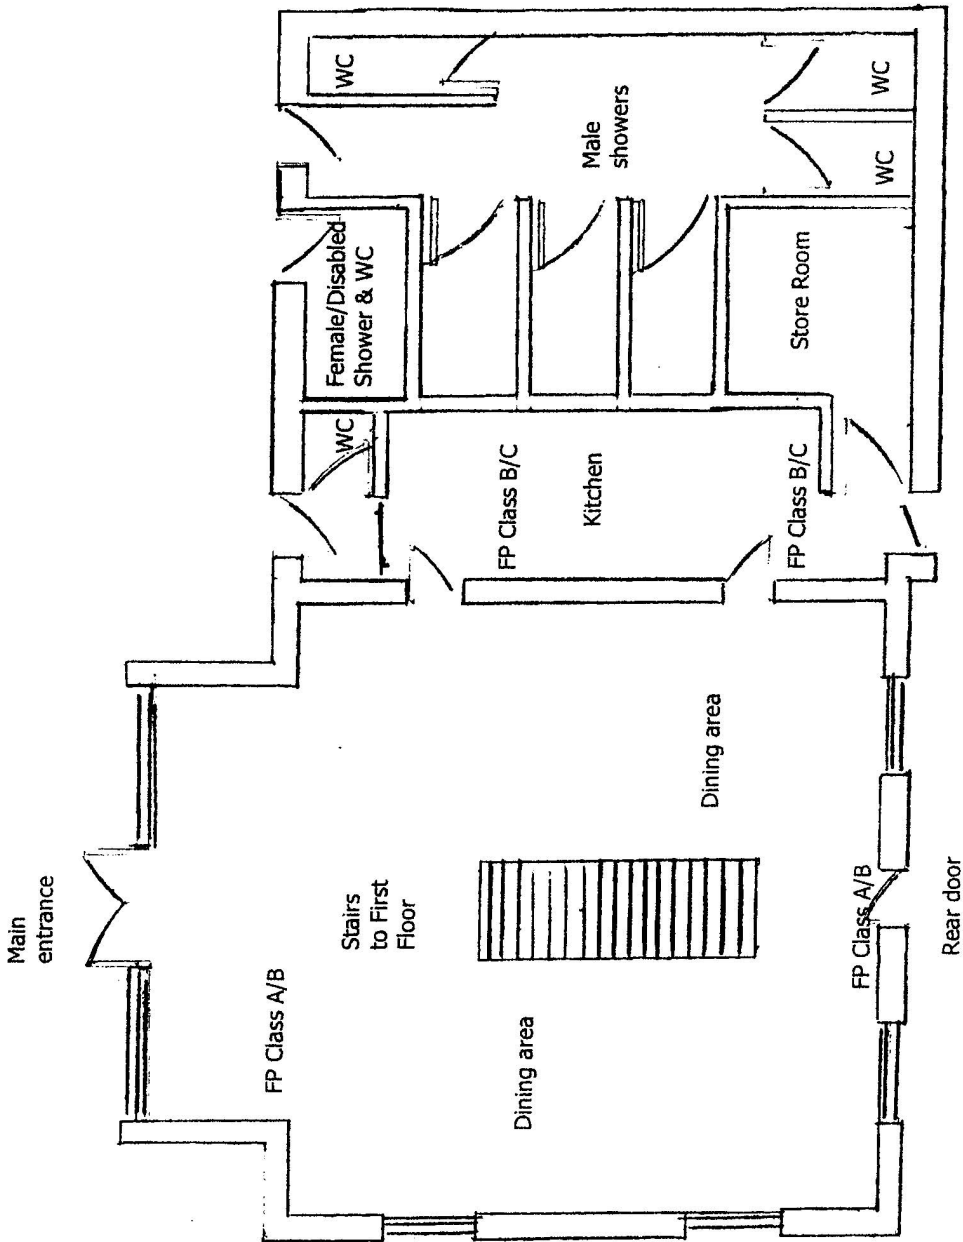 Main
entrance
FP Class A/B
Stairs
to First
Floor
WC
Female/Disabled
Shower & WC
WC
Dining area
FP Class B/C
Kitchen
Male
showers
Dining area
FP Class B/C
Store Room
FP Class A/B
WC
WC
Rear door